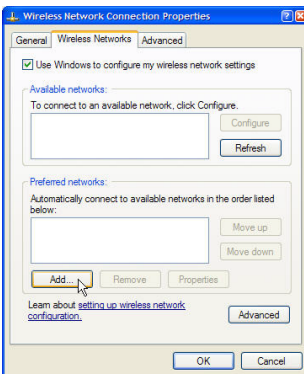 Wireless Network Connection Properties
General Wireless Networks Advanced
Use Windows to configure my wireless network settings
Available networks:
To connect to an available network, click Configure.
Configure
Refresh
Preferred networks:
Automatically connect to available networks in the order listed
below:
Move up
Move down
Add... Remove Properties
Learn about setting up wireless network
configuration.
Advanced
OK Cancel